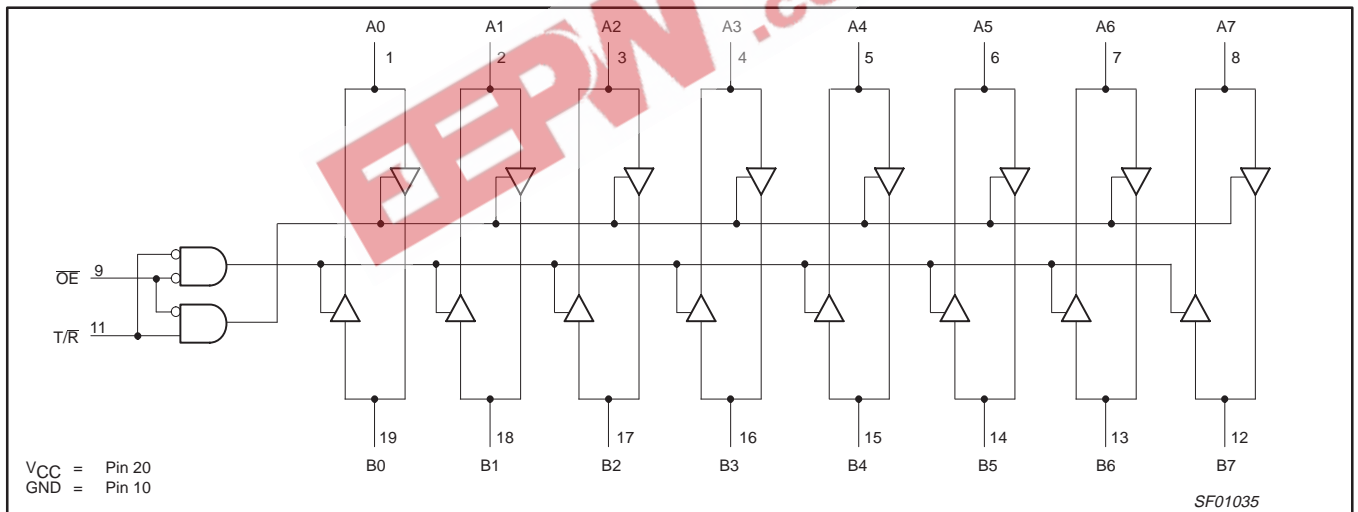 A0 A1 A2 A3 A4 A5 A6 A7
1 2 3 4 5 6 7 8
OE 9
T/R 11
19 18 17 16 15 14 13 12
B0 B1 B2 B3 B4 B5 B6 B7
VCC = Pin 20
GND = Pin 10
SF01035
EEPW.co